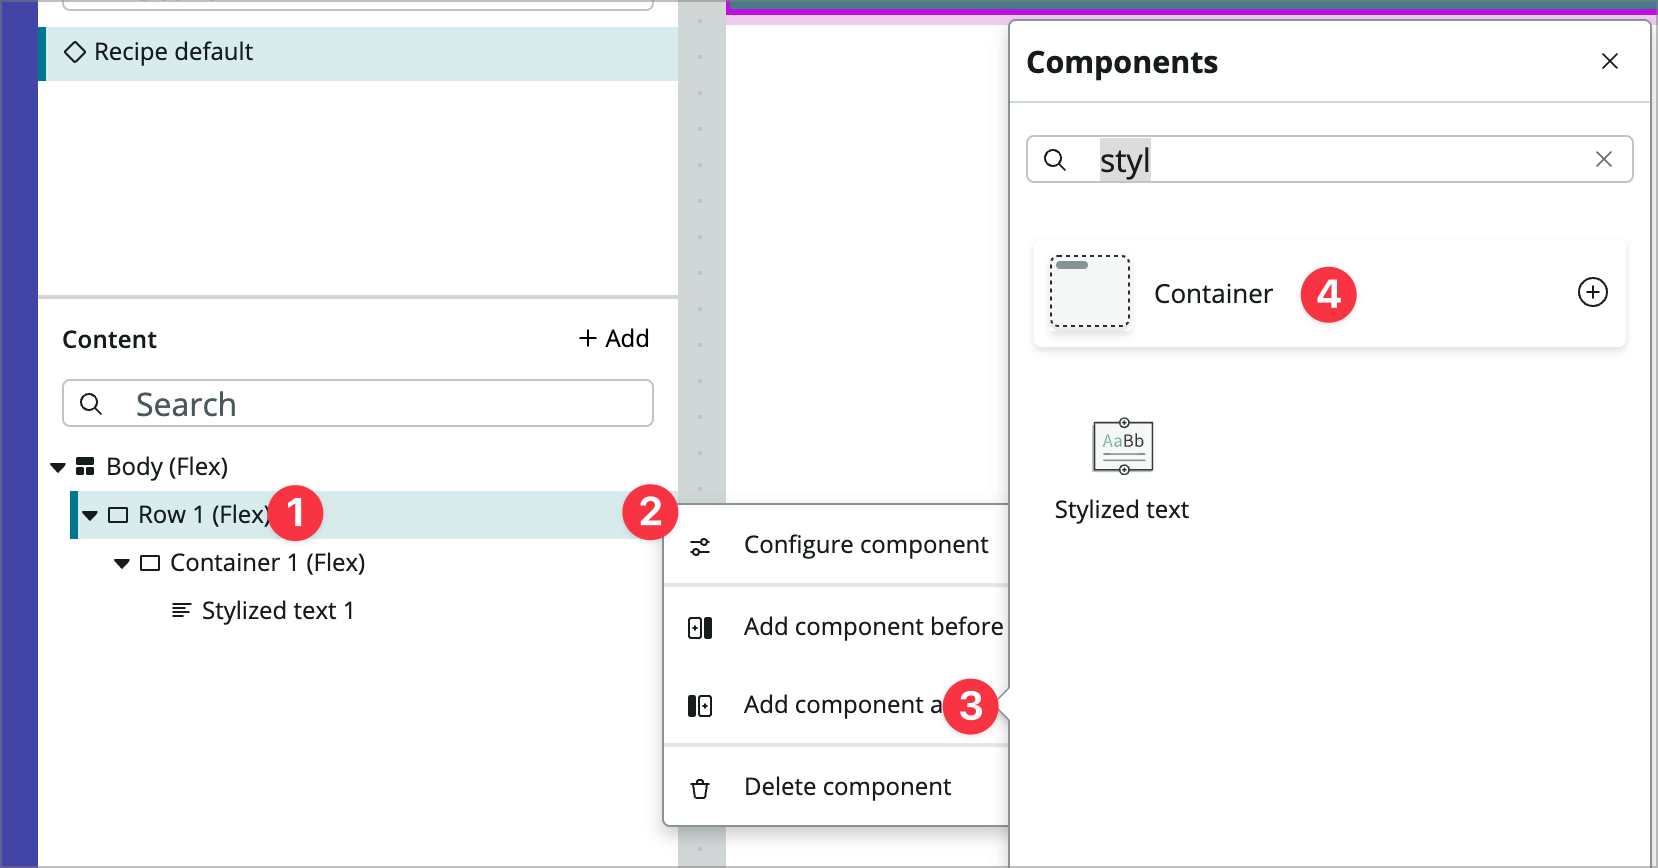 Recipe default
Content
+ Add
Search
Body (Flex)
Row 1 (Flex)
1
2
Container 1 (Flex)
Stylized text 1
Configure component
Add component before
Add component a
3
Delete component
Components
styl
Container
4
AaBb
Stylized text